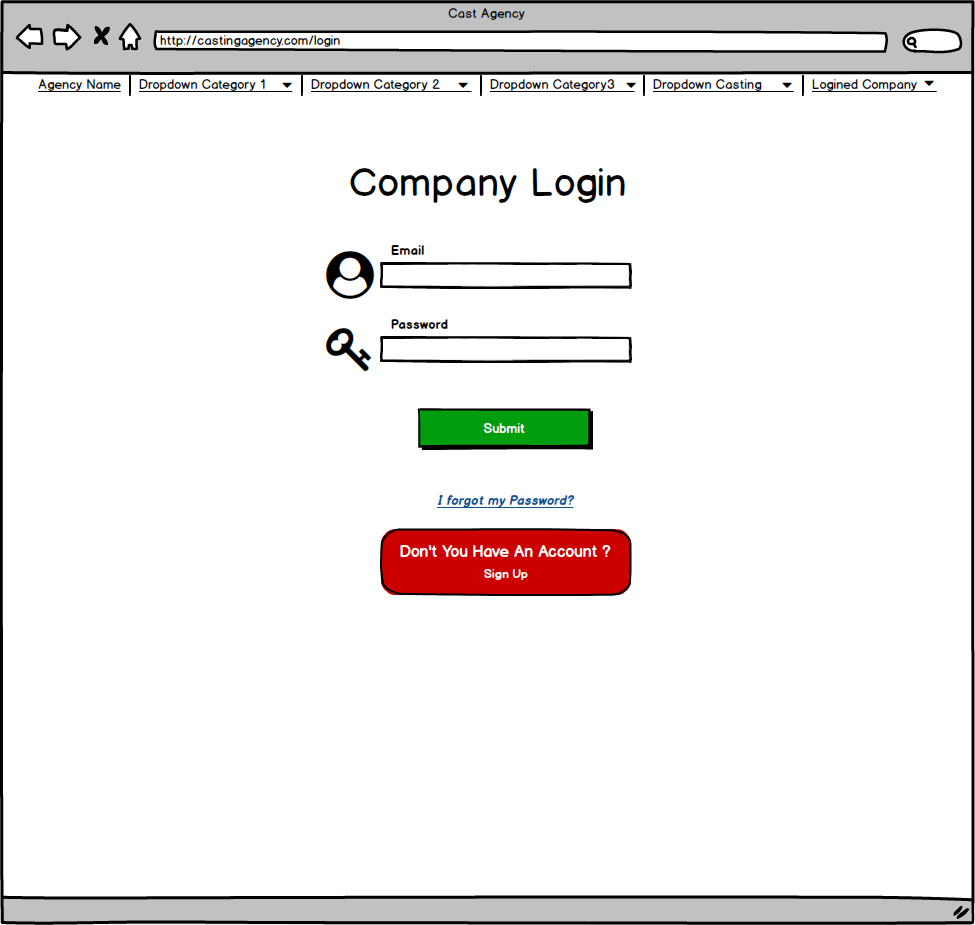 Cast Agency
http://castingagency.com/login
Agency Name Dropdown Category 1 Dropdown Category 2 Dropdown Category3 Dropdown Casting Logined Company
Company Login
Email
Password
Submit
I forgot my Password?
Don't You Have An Account ?
Sign Up